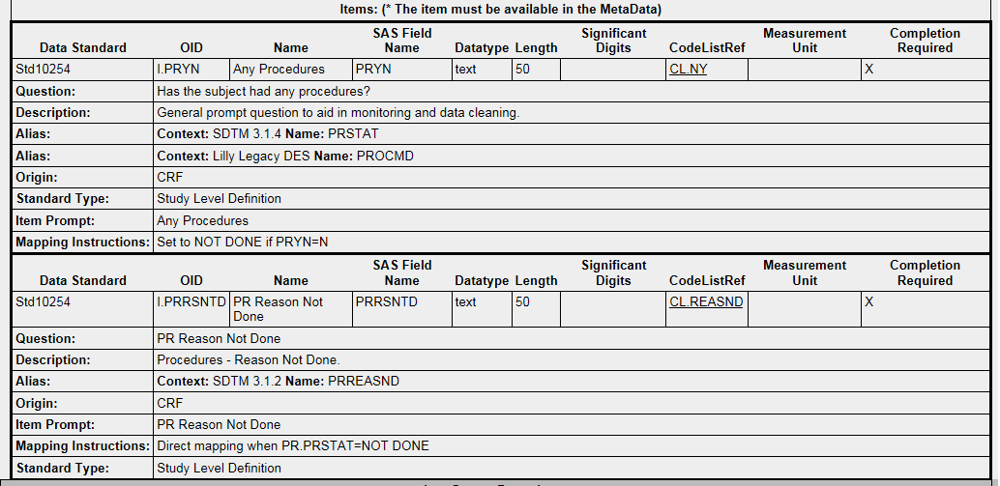 Items: (* The item must be available in the MetaData)
Data Standard OID Name SAS Field Name Datatype Length Significant Digits CodeListRef Measurement Unit Completion Required
Std10254 I.PRYN Any Procedures PRYN text 50 CL.NY X
Question: Has the subject had any procedures?
Description: General prompt question to aid in monitoring and data cleaning.
Alias: Context: SDTM 3.1.4 Name: PRSTAT
Alias: Context: Lilly Legacy DES Name: PROCMD
Origin: CRF
Standard Type: Study Level Definition
Item Prompt: Any Procedures
Mapping Instructions: Set to NOT DONE if PRYN=N
Data Standard OID Name SAS Field Name Datatype Length Significant Digits CodeListRef Measurement Unit Completion Required
Std10254 I.PRRSNTD PR Reason Not Done PRRSNTD text 50 CL.REASND X
Question: PR Reason Not Done
Description: Procedures - Reason Not Done.
Alias: Context: SDTM 3.1.2 Name: PRREASND
Origin: CRF
Item Prompt: PR Reason Not Done
Mapping Instructions: Direct mapping when PR.PRSTAT=NOT DONE
Standard Type: Study Level Definition